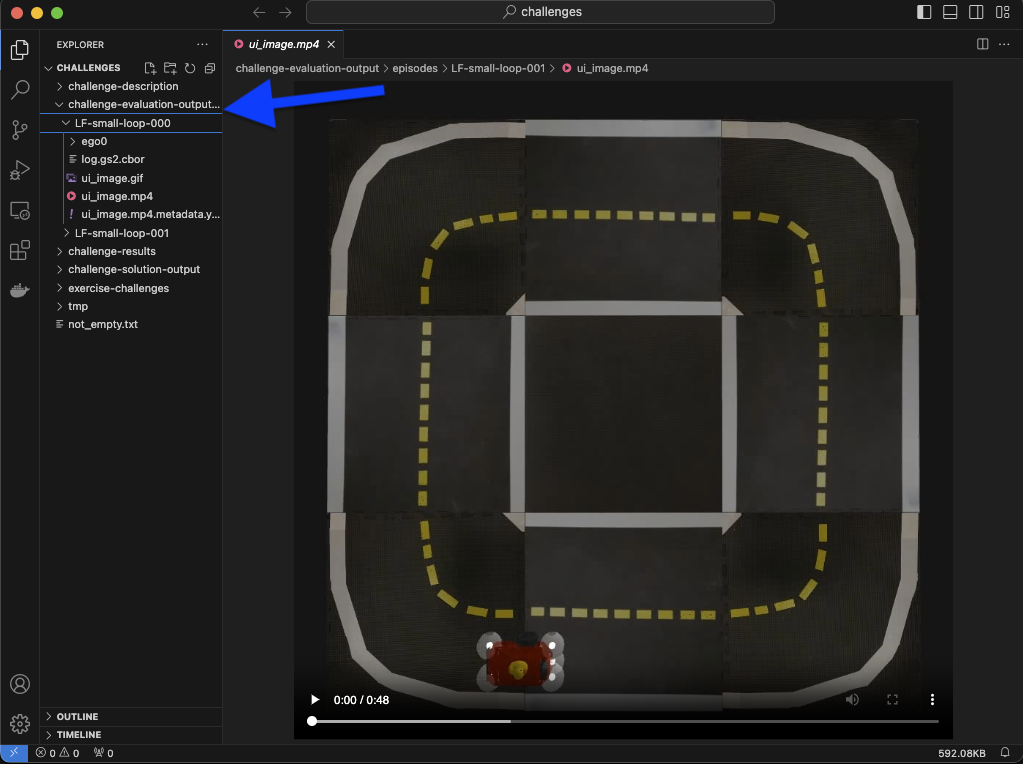 challenges
EXPLORER
ui_image.mp4
CHALLENGES
challenge-evaluation-output > episodes > LF-small-loop-001 > ui_image.mp4
challenge-description
challenge-evaluation-output...
LF-small-loop-000
ego0
log.gs2.cbor
ui_image.gif
ui_image.mp4
! ui_image.mp4.metadata.y...
LF-small-loop-001
challenge-results
challenge-solution-output
exercise-challenges
tmp
not_empty.txt
0:00 / 0:48
OUTLINE
TIMELINE
0 0 0
592.08KB